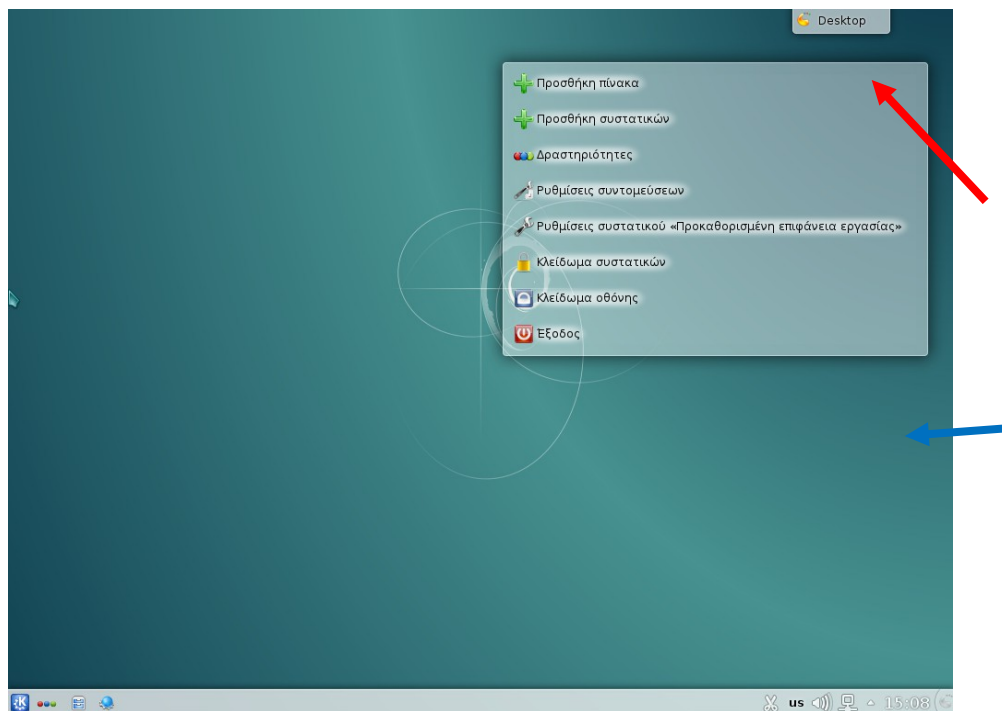 Desktop
Προσθήκη πίνακα
Προσθήκη συστατικών
Δραστηριότητες
Ρυθμίσεις συντομεύσεων
Ρυθμίσεις συστατικού «Προκαθορισμένη επιφάνεια εργασίας»
Κλείδωμα συστατικών
Κλείδωμα οθόνης
Έξοδος
us 15:08